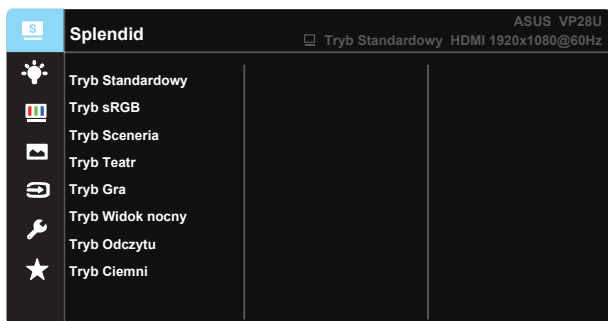 S
Splendid
ASUS VP28U
Tryb Standardowy HDMI 1920x1080@60Hz
Tryb Standardowy
Tryb sRGB
Tryb Sceneria
Tryb Teatr
Tryb Gra
Tryb Widok nocny
Tryb Odczytu
Tryb Ciemni